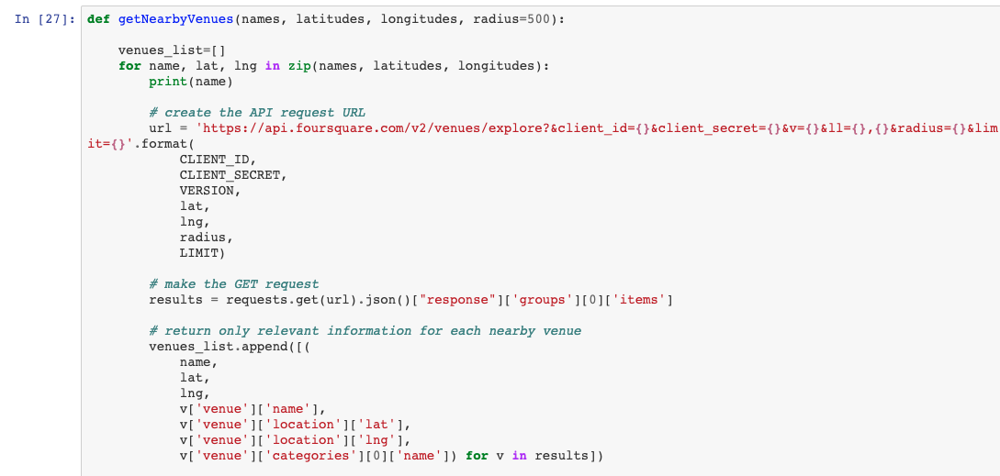 In [27]: def getNearbyVenues(names, latitudes, longitudes, radius=500):
venues_list=[]
for name, lat, lng in zip(names, latitudes, longitudes):
print(name)
# create the API request URL
url = 'https://api.foursquare.com/v2/venues/explore?&client_id={}&client_secret={}&v={}&ll={},{}&radius={}&lim
it={}'.format(
CLIENT_ID,
CLIENT_SECRET,
VERSION,
lat,
lng,
radius,
LIMIT)
# make the GET request
results = requests.get(url).json()["response"]['groups'][0]['items']
# return only relevant information for each nearby venue
venues_list.append([(
name,
lat,
lng,
v['venue']['name'],
v['venue']['location']['lat'],
v['venue']['location']['lng'],
v['venue']['categories'][0]['name']) for v in results])